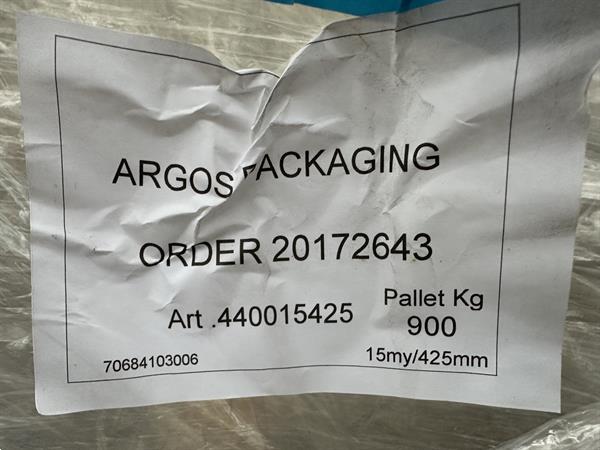 ARGOS PACKAGING
ORDER 20172643
Art .440015425
Pallet Kg
900
70684103006
15my/425mm